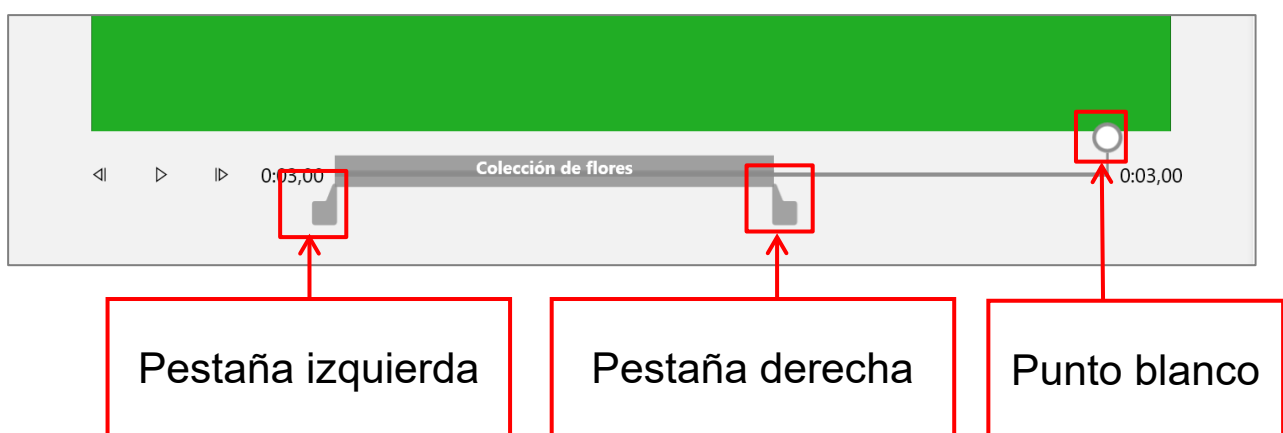 0:03,00
Colección de flores
0:03,00
Pestaña izquierda
Pestaña derecha
Punto blanco